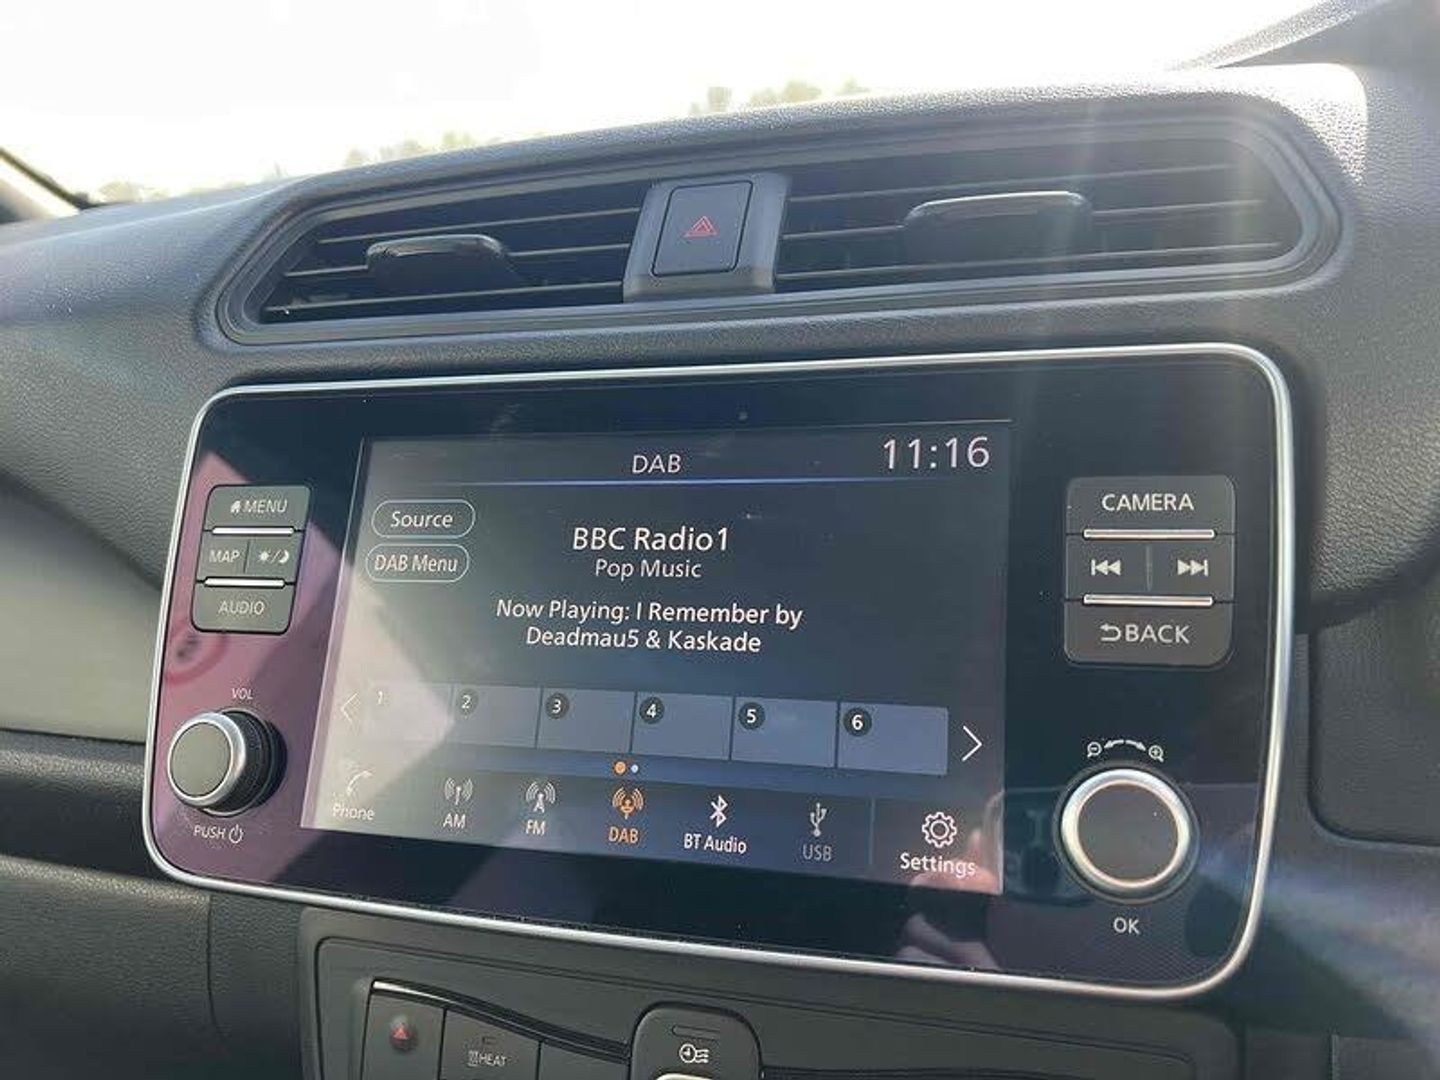 DAB
11:16
MENU
Source
BBC Radio1
CAMERA
MAP
DAB Menu
Pop Music
AUDIO
Now Playing: I Remember by
Deadmau5 & Kaskade
BACK
VOL
1 2 3 4 5 6
PUSH
Phone
AM
FM
DAB
BT Audio
USB
Settings
OK
HEAT